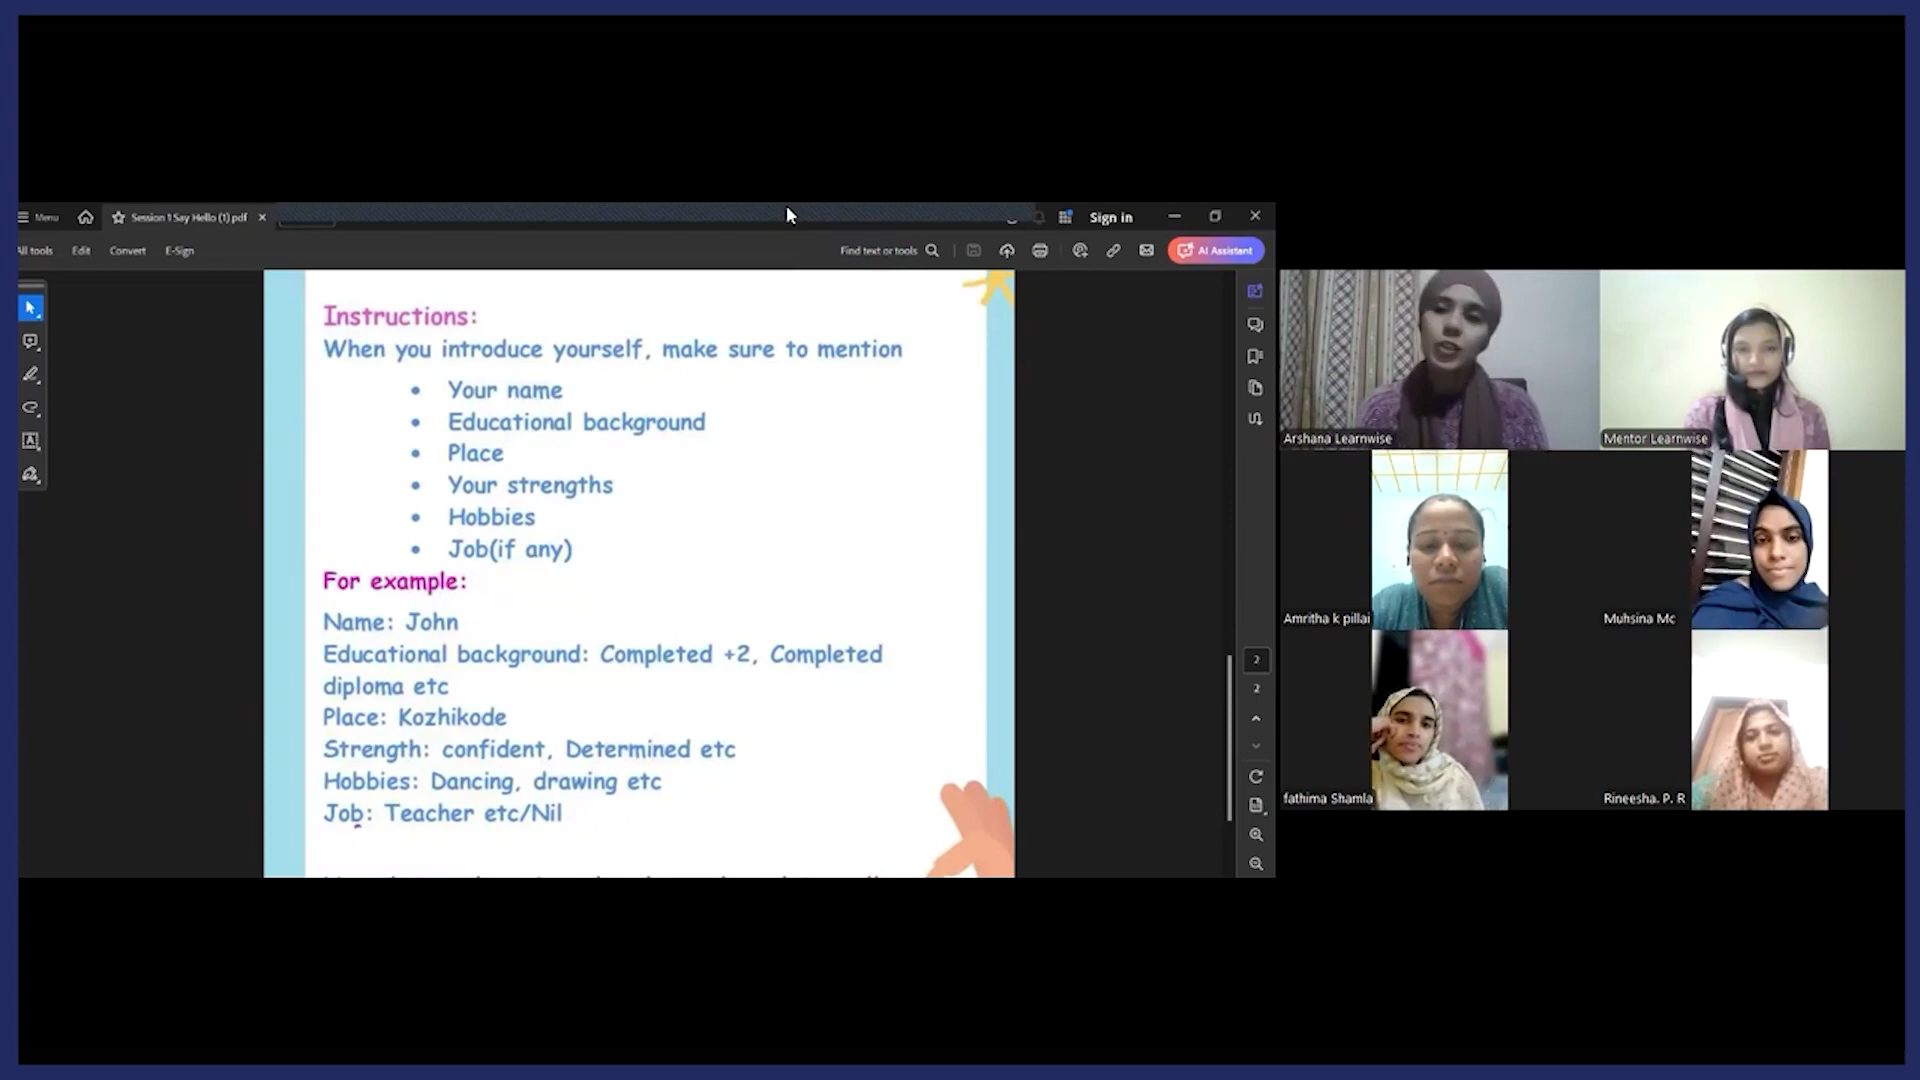 Menu
Session 1 Say Hello (1).pdf
Sign in
All tools
Edit
Convert
E-Sign
Find text or tools
AI Assistant
Instructions:
When you introduce yourself, make sure to mention
• Your name
• Educational background
• Place
• Your strengths
• Hobbies
• Job(if any)
For example:
Name: John
Educational background: Completed +2, Completed
diploma etc
Place: Kozhikode
Strength: confident, Determined etc
Hobbies: Dancing, drawing etc
Job: Teacher etc/Nil
2
2
Arshana Learnwise
Mentor Learnwise
Amritha k pillai
Muhsina Mc
fathima Shamla
Rineesha. P. R